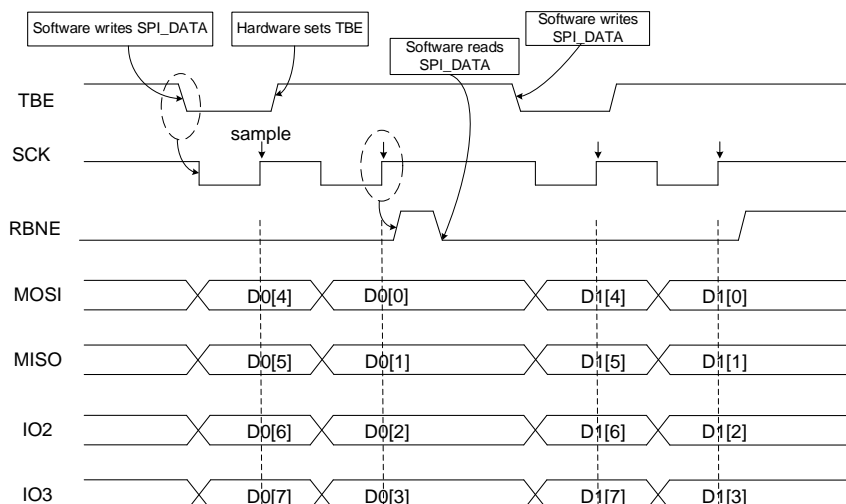 Software writes SPI_DATA
Hardware sets TBE
Software reads
SPI_DATA
Software writes
SPI_DATA
TBE
sample
SCK
RBNE
MOSI
D0[4]
D0[0]
D1[4]
D1[0]
MISO
D0[5]
D0[1]
D1[5]
D1[1]
IO2
D0[6]
D0[2]
D1[6]
D1[2]
IO3
D0[7]
D0[3]
D1[7]
D1[3]